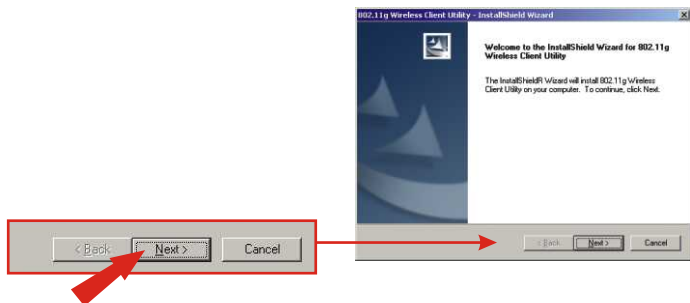 802.11g Wireless Client Utility - InstallShield Wizard
Welcome to the InstallShield Wizard for 802.11g
Wireless Client Utility
The InstallShieldR Wizard will install 802.11g Wireless
Client Utility on your computer. To continue, click Next.
< Back Next > Cancel
< Back Next > Cancel